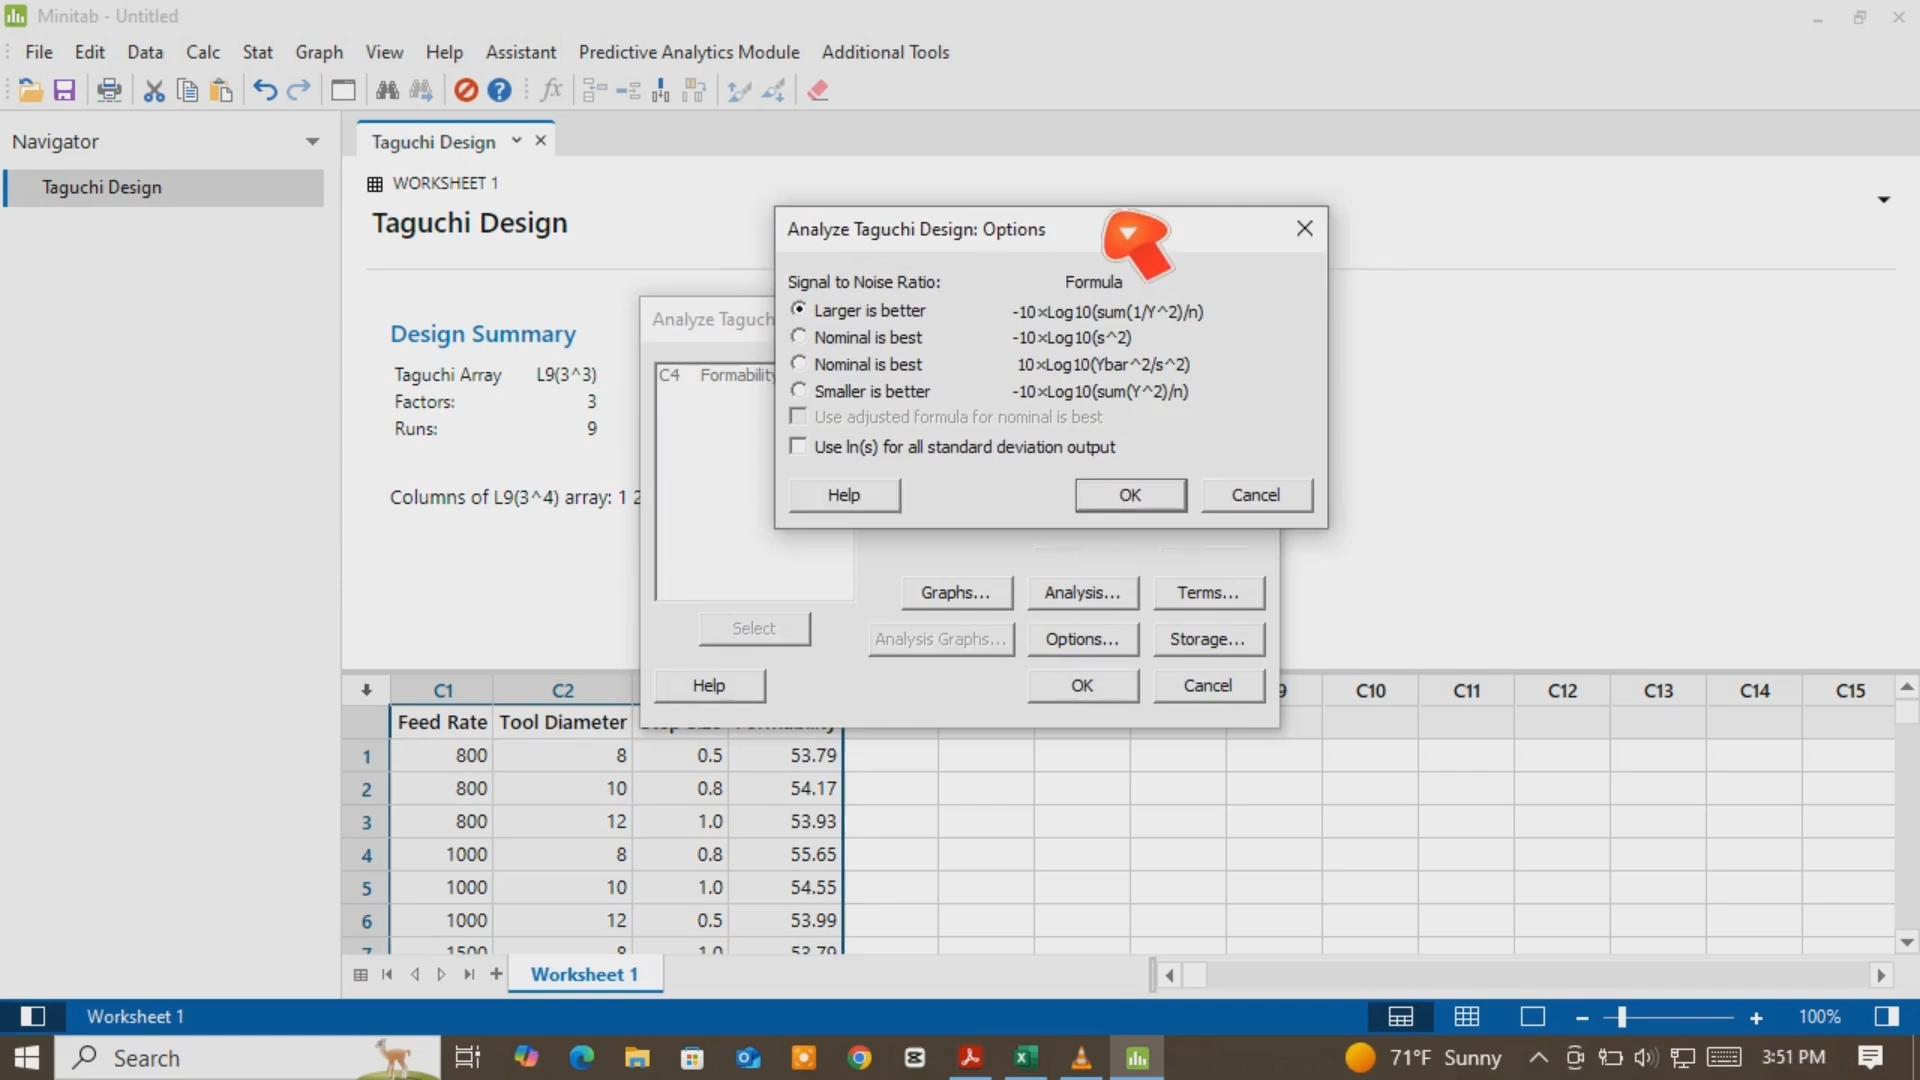 Minitab - Untitled
File Edit Data Calc Stat Graph View Help Assistant Predictive Analytics Module Additional Tools
Navigator
Taguchi Design
Taguchi Design
WORKSHEET 1
Taguchi Design
Design Summary
Taguchi Array L9(3^3)
Factors: 3
Runs: 9
Columns of L9(3^4) array: 1 2
Analyze Taguch
C4 Formability
Select
Help
Graphs...
Analysis...
Terms...
Analysis Graphs...
Options...
Storage...
OK
Cancel
Analyze Taguchi Design: Options
Signal to Noise Ratio: Formula
Larger is better -10×Log10(sum(1/Y^2)/n)
Nominal is best -10×Log10(s^2)
Nominal is best 10×Log10(Ybar^2/s^2)
Smaller is better -10×Log10(sum(Y^2)/n)
Use adjusted formula for nominal is best
Use ln(s) for all standard deviation output
Help OK Cancel
C1 C2 9 C10 C11 C12 C13 C14 C15
Feed Rate Tool Diameter
1 800 8 0.5 53.79
2 800 10 0.8 54.17
3 800 12 1.0 53.93
4 1000 8 0.8 55.65
5 1000 10 1.0 54.55
6 1000 12 0.5 53.99
7 1500 8 1.0 53.79
Worksheet 1
Worksheet 1
100%
Search
71°F Sunny
3:51 PM